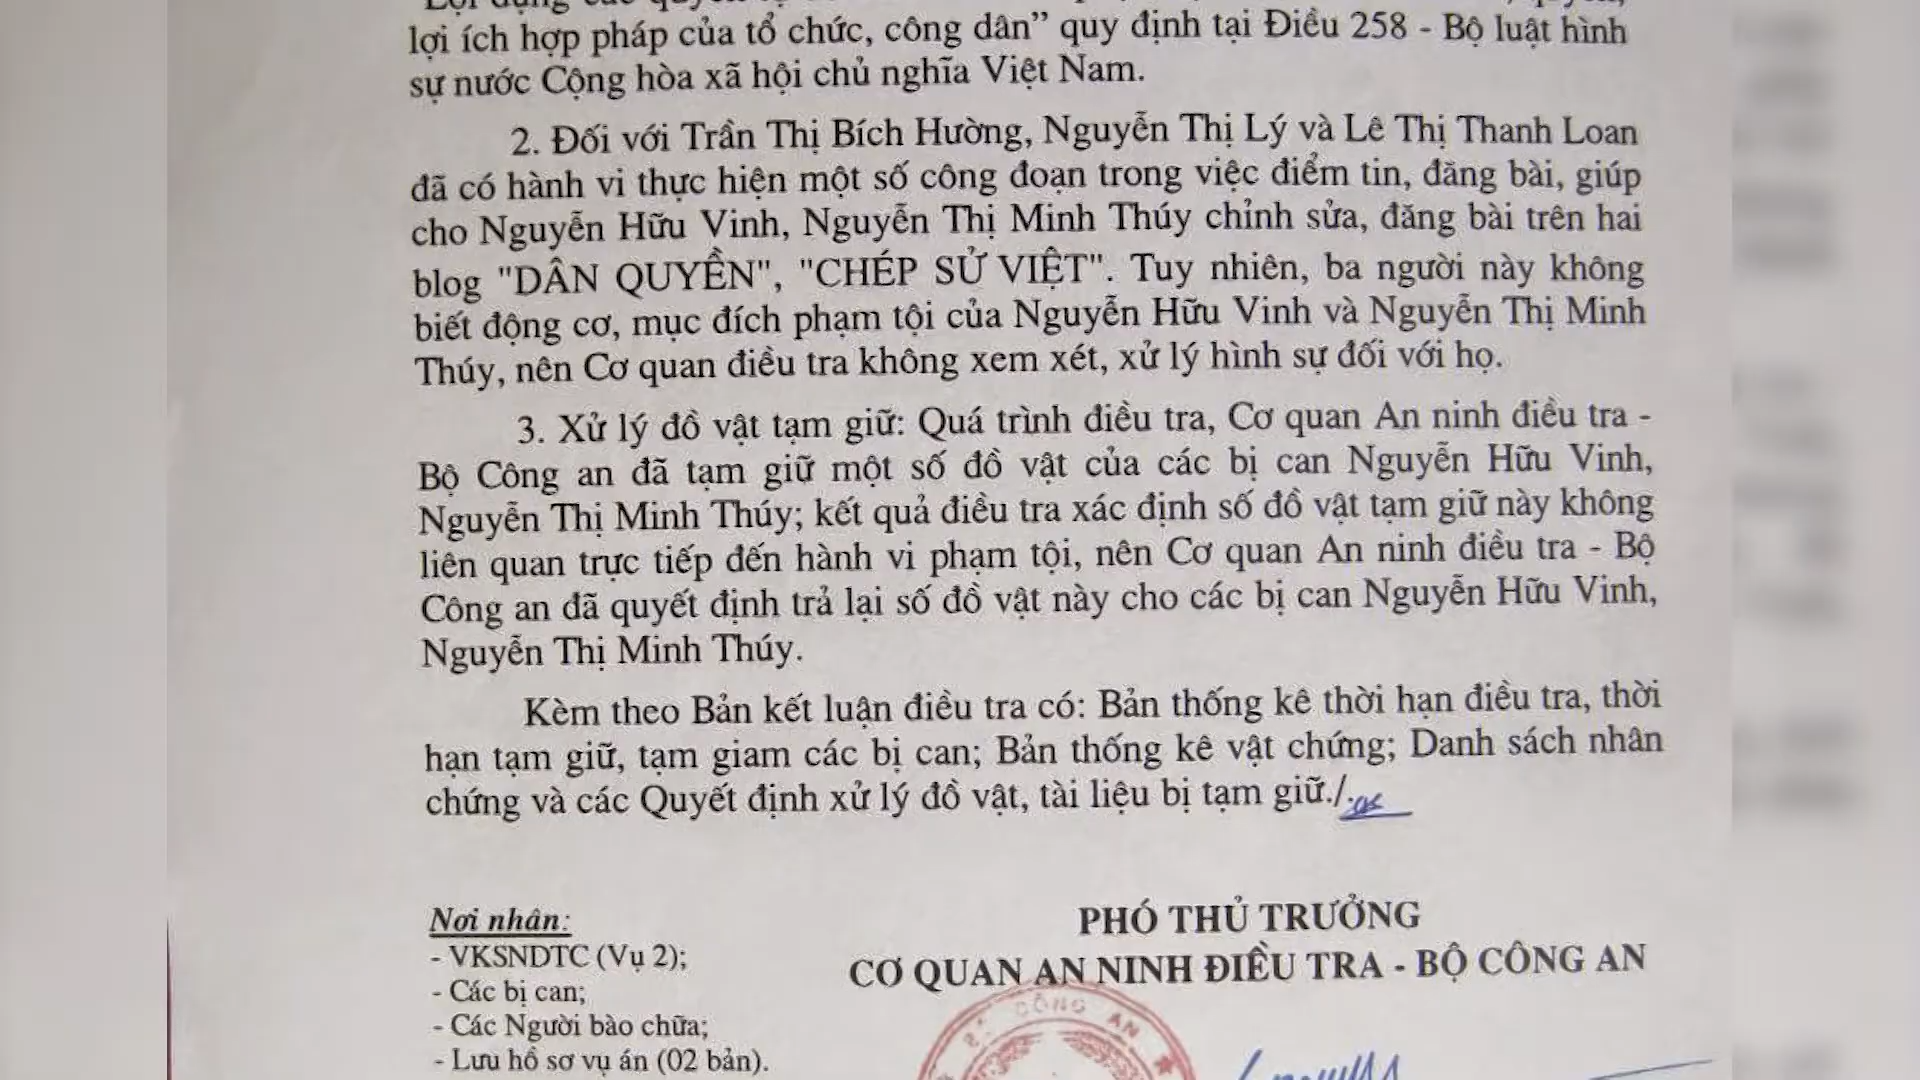 lợi ích hợp pháp của tổ chức, công dân” quy định tại Điều 258 - Bộ luật hình
sự nước Cộng hòa xã hội chủ nghĩa Việt Nam.
2. Đối với Trần Thị Bích Hường, Nguyễn Thị Lý và Lê Thị Thanh Loan
đã có hành vi thực hiện một số công đoạn trong việc điểm tin, đăng bài, giúp
cho Nguyễn Hữu Vinh, Nguyễn Thị Minh Thúy chỉnh sửa, đăng bài trên hai
blog "DÂN QUYỀN", "CHÉP SỬ VIỆT". Tuy nhiên, ba người này không
biết động cơ, mục đích phạm tội của Nguyễn Hữu Vinh và Nguyễn Thị Minh
Thúy, nên Cơ quan điều tra không xem xét, xử lý hình sự đối với họ.
3. Xử lý đồ vật tạm giữ: Quá trình điều tra, Cơ quan An ninh điều tra -
Bộ Công an đã tạm giữ một số đồ vật của các bị can Nguyễn Hữu Vinh,
Nguyễn Thị Minh Thúy; kết quả điều tra xác định số đồ vật tạm giữ này không
liên quan trực tiếp đến hành vi phạm tội, nên Cơ quan An ninh điều tra - Bộ
Công an đã quyết định trả lại số đồ vật này cho các bị can Nguyễn Hữu Vinh,
Nguyễn Thị Minh Thúy.
Kèm theo Bản kết luận điều tra có: Bản thống kê thời hạn điều tra, thời
hạn tạm giữ, tạm giam các bị can; Bản thống kê vật chứng; Danh sách nhân
chứng và các Quyết định xử lý đồ vật, tài liệu bị tạm giữ./.
Nơi nhân:
- VKSNDTC (Vụ 2);
- Các bị can;
- Các Người bào chữa;
- Lưu hồ sơ vụ án (02 bản).
PHÓ THỦ TRƯỞNG
CƠ QUAN AN NINH ĐIỀU TRA - BỘ CÔNG AN
CÔNG AN